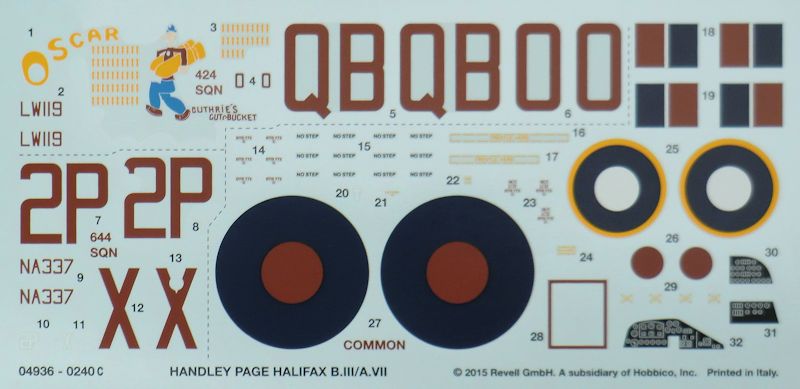 1
OSCAR
2
LW119
LW119
3
424
SQN
GUTHRIE'S
GUT-BUCKET
0 4 0
QB QB O O
5
6
18
19
2P 2P
7
8
644
SQN
NA337
NA337
9
10
11
X X
12
13
14
NO STEP NO STEP NO STEP NO STEP
15
NO STEP NO STEP NO STEP NO STEP
NO STEP NO STEP NO STEP NO STEP
16
17
20
21
22
23
24
25
26
27
COMMON
28
29
30
31
32
04936 - 0240 C
HANDLEY PAGE HALIFAX B.III/A.VII
© 2015 Revell GmbH. A subsidiary of Hobbico, Inc. Printed in Italy.